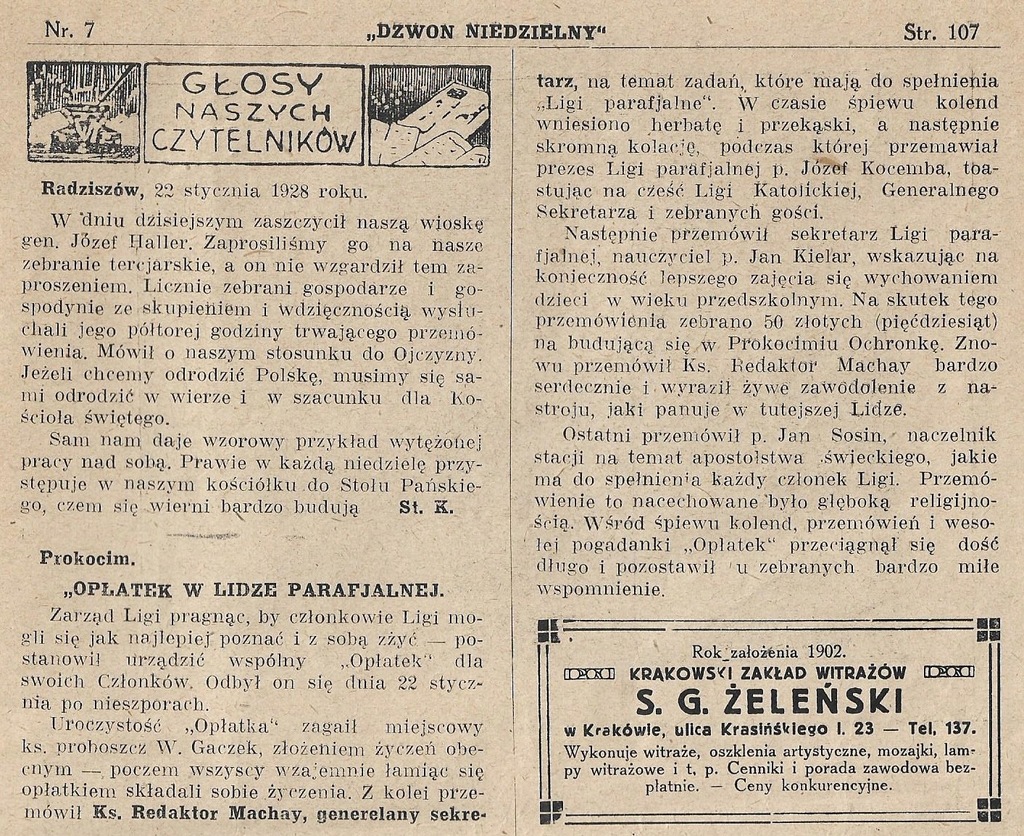 Nr. 7
„DZWON NIEDZIELNY“
Str. 107
GŁOSY
NASZYCH
CZYTELNIKÓW
Radziszów, 22 stycznia 1928 roku.
W dniu dzisiejszym zaszczycił naszą wioskę
gen. Józef Haller. Zaprosiliśmy go na nasze
zebranie tercjarskie, a on nie wzgardził tem za-
proszeniem. Licznie zebrani gospodarze i go-
spodynie ze skupieniem i wdzięcznością wysłu-
chali jego półtorej godziny trwającego przemó-
wienia. Mówił o naszym stosunku do Ojczyzny.
Jeżeli chcemy odrodzić Polskę, musimy się sa-
mi odrodzić w wierze i w szacunku dla Ko-
ścioła świętego.
Sam nam daje wzorowy przykład wytężonej
pracy nad sobą. Prawie w każdą niedzielę przy-
stępuje w naszym kościółku do Stołu Pańskie-
go, czem się wierni bardzo budują St. K.
Prokocim.
„OPŁATEK W LIDZE PARAFJALNEJ.
Zarząd Ligi pragnąc, by członkowie Ligi mo-
gli się jak najlepiej poznać i z sobą zżyć — po-
stanowił urządzić wspólny „Opłatek“ dla
swoich Członków. Odbył on się dnia 22 stycz-
nia po nieszporach.
Uroczystość „Opłatka“ zagaił miejscowy
ks. proboszcz W. Gaczek, złożeniem życzeń obe-
cnym — poczem wszyscy wzajemnie łamiąc się
opłatkiem składali sobie życzenia. Z kolei prze-
mówił Ks. Redaktor Machay, generelany sekre-
tarz, na temat zadań, które mają do spełnienia
„Ligi parafjalne“. W czasie śpiewu kolend
wniesiono herbatę i przekąski, a następnie
skromną kolację, podczas której przemawiał
prezes Ligi parafjalnej p. Józef Kocemba, toa-
stując na cześć Ligi Katolickiej, Generalnego
Sekretarza i zebranych gości.
Następnie przemówił sekretarz Ligi para-
fjalnej, nauczyciel p. Jan Kielar, wskazując na
konieczność lepszego zajęcia się wychowaniem
dzieci w wieku przedszkolnym. Na skutek tego
przemówienia zebrano 50 złotych (pięćdziesiąt)
na budującą się w Prokocimiu Ochronkę. Zno-
wu przemówił Ks. Redaktor Machay bardzo
serdecznie i wyraził żywe zawodolenie z na-
stroju, jaki panuje w tutejszej Lidze.
Ostatni przemówił p. Jan Sosin, naczelnik
stacji na temat apostolstwa świeckiego, jakie
ma do spełnienia każdy członek Ligi. Przemó-
wienie to nacechowane było głęboką religijno-
ścią. Wśród śpiewu kolend, przemówień i weso-
łej pogadanki „Opłatek“ przeciągnął się dość
długo i pozostawił u zebranych bardzo miłe
wspomnienie.
Rok założenia 1902.
KRAKOWSKI ZAKŁAD WITRAŻÓW
S. G. ŻELEŃSKI
w Krakówie, ulica Krasińskiego l. 23 — Tel. 137.
Wykonuje witraże, oszklenia artystyczne, mozajki, lam-
py witrażowe i t. p. Cenniki i porada zawodowa bez-
płatnie. — Ceny konkurencyjne.